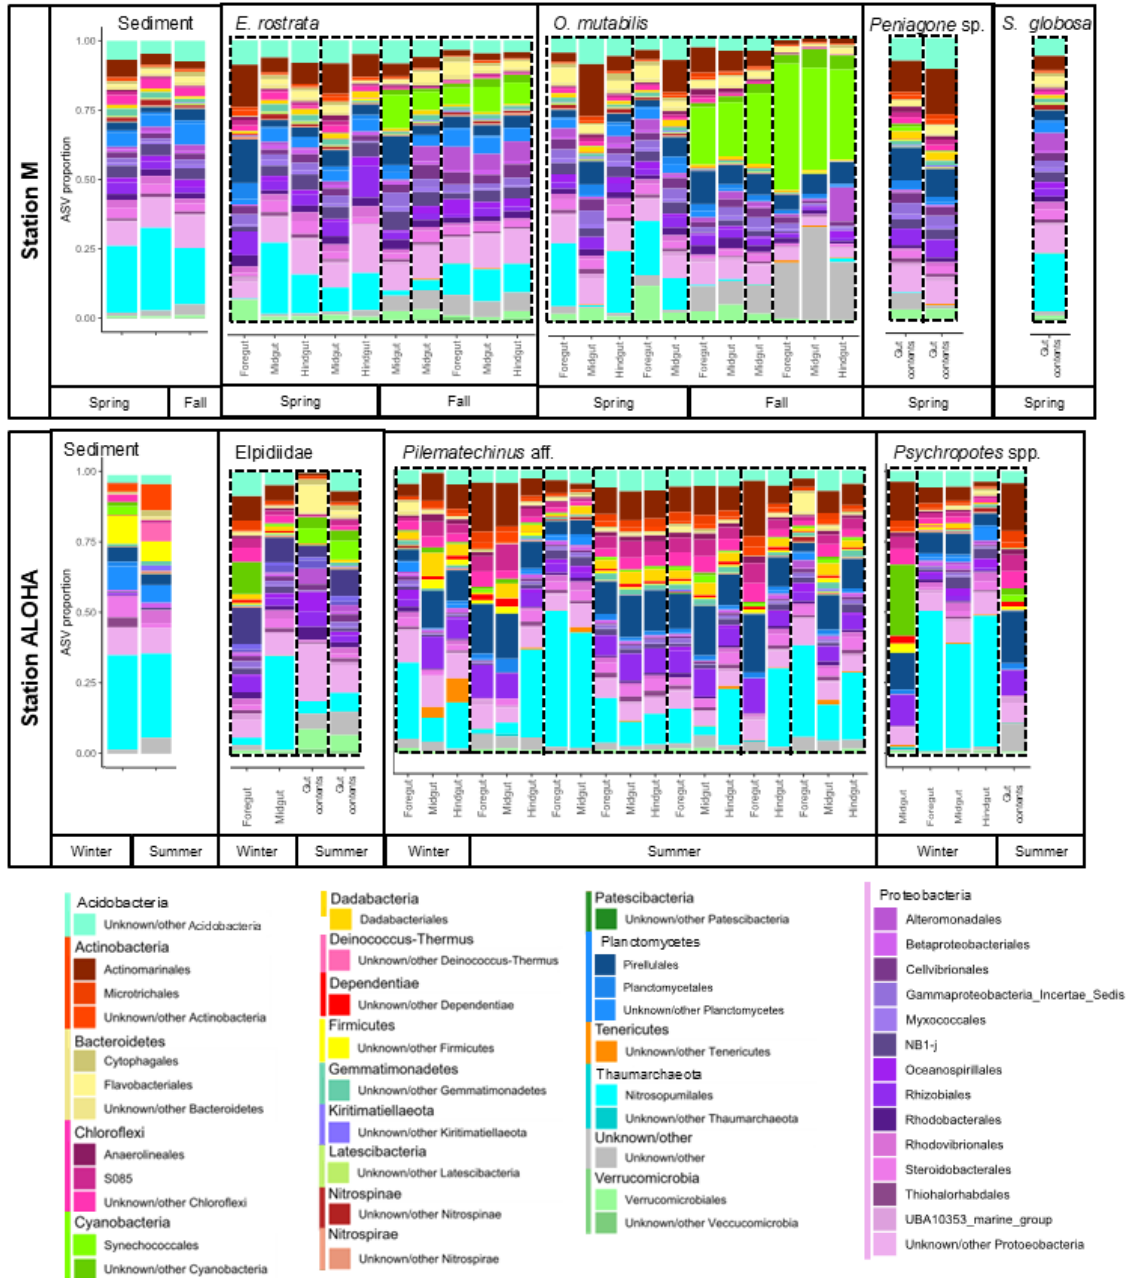 Sediment
E. rostrata
O. mutabilis
Peniagone sp.
S. globosa
Station M
ASV proportion
1.00
0.75
0.50
0.25
0.00
Foregut
Midgut
Hindgut
Midgut
Hindgut
Midgut
Midgut
Foregut
Midgut
Hindgut
Foregut
Midgut
Hindgut
Foregut
Midgut
Foregut
Midgut
Hindgut
Foregut
Midgut
Hindgut
Gut
contents
Gut
contents
Gut
contents
Spring
Fall
Spring
Fall
Spring
Fall
Spring
Spring
Sediment
Elpidiidae
Pilematechinus aff.
Psychropotes spp.
Station ALOHA
ASV proportion
1.00
0.75
0.50
0.25
0.00
Foregut
Midgut
Gut
contents
Gut
contents
Foregut
Midgut
Hindgut
Foregut
Midgut
Hindgut
Foregut
Midgut
Foregut
Midgut
Hindgut
Foregut
Midgut
Hindgut
Foregut
Hindgut
Foregut
Midgut
Hindgut
Midgut
Foregut
Midgut
Hindgut
Gut
contents
Winter
Summer
Winter
Summer
Winter
Summer
Winter
Summer
Acidobacteria
Unknown/other Acidobacteria
Actinobacteria
Actinomarinales
Microtrichales
Unknown/other Actinobacteria
Bacteroidetes
Cytophagales
Flavobacteriales
Unknown/other Bacteroidetes
Chloroflexi
Anaerolineales
S085
Unknown/other Chloroflexi
Cyanobacteria
Synechococcales
Unknown/other Cyanobacteria
Dadabacteria
Dadabacteriales
Deinococcus-Thermus
Unknown/other Deinococcus-Thermus
Dependentiae
Unknown/other Dependentiae
Firmicutes
Unknown/other Firmicutes
Gemmatimonadetes
Unknown/other Gemmatimonadetes
Kiritimatiellaeota
Unknown/other Kiritimatiellaeota
Latescibacteria
Unknown/other Latescibacteria
Nitrospinae
Unknown/other Nitrospinae
Nitrospirae
Unknown/other Nitrospirae
Patescibacteria
Unknown/other Patescibacteria
Planctomycetes
Pirellulales
Planctomycetales
Unknown/other Planctomycetes
Tenericutes
Unknown/other Tenericutes
Thaumarchaeota
Nitrosopumilales
Unknown/other Thaumarchaeota
Unknown/other
Unknown/other
Verrucomicrobia
Verrucomicrobiales
Unknown/other Veccucomicrobia
Proteobacteria
Alteromonadales
Betaproteobacteriales
Cellvibrionales
Gammaproteobacteria_Incertae_Sedis
Myxococcales
NB1-j
Oceanospirillales
Rhizobiales
Rhodobacterales
Rhodovibrionales
Steroidobacterales
Thiohalorhabdales
UBA10353_marine_group
Unknown/other Protoeobacteria